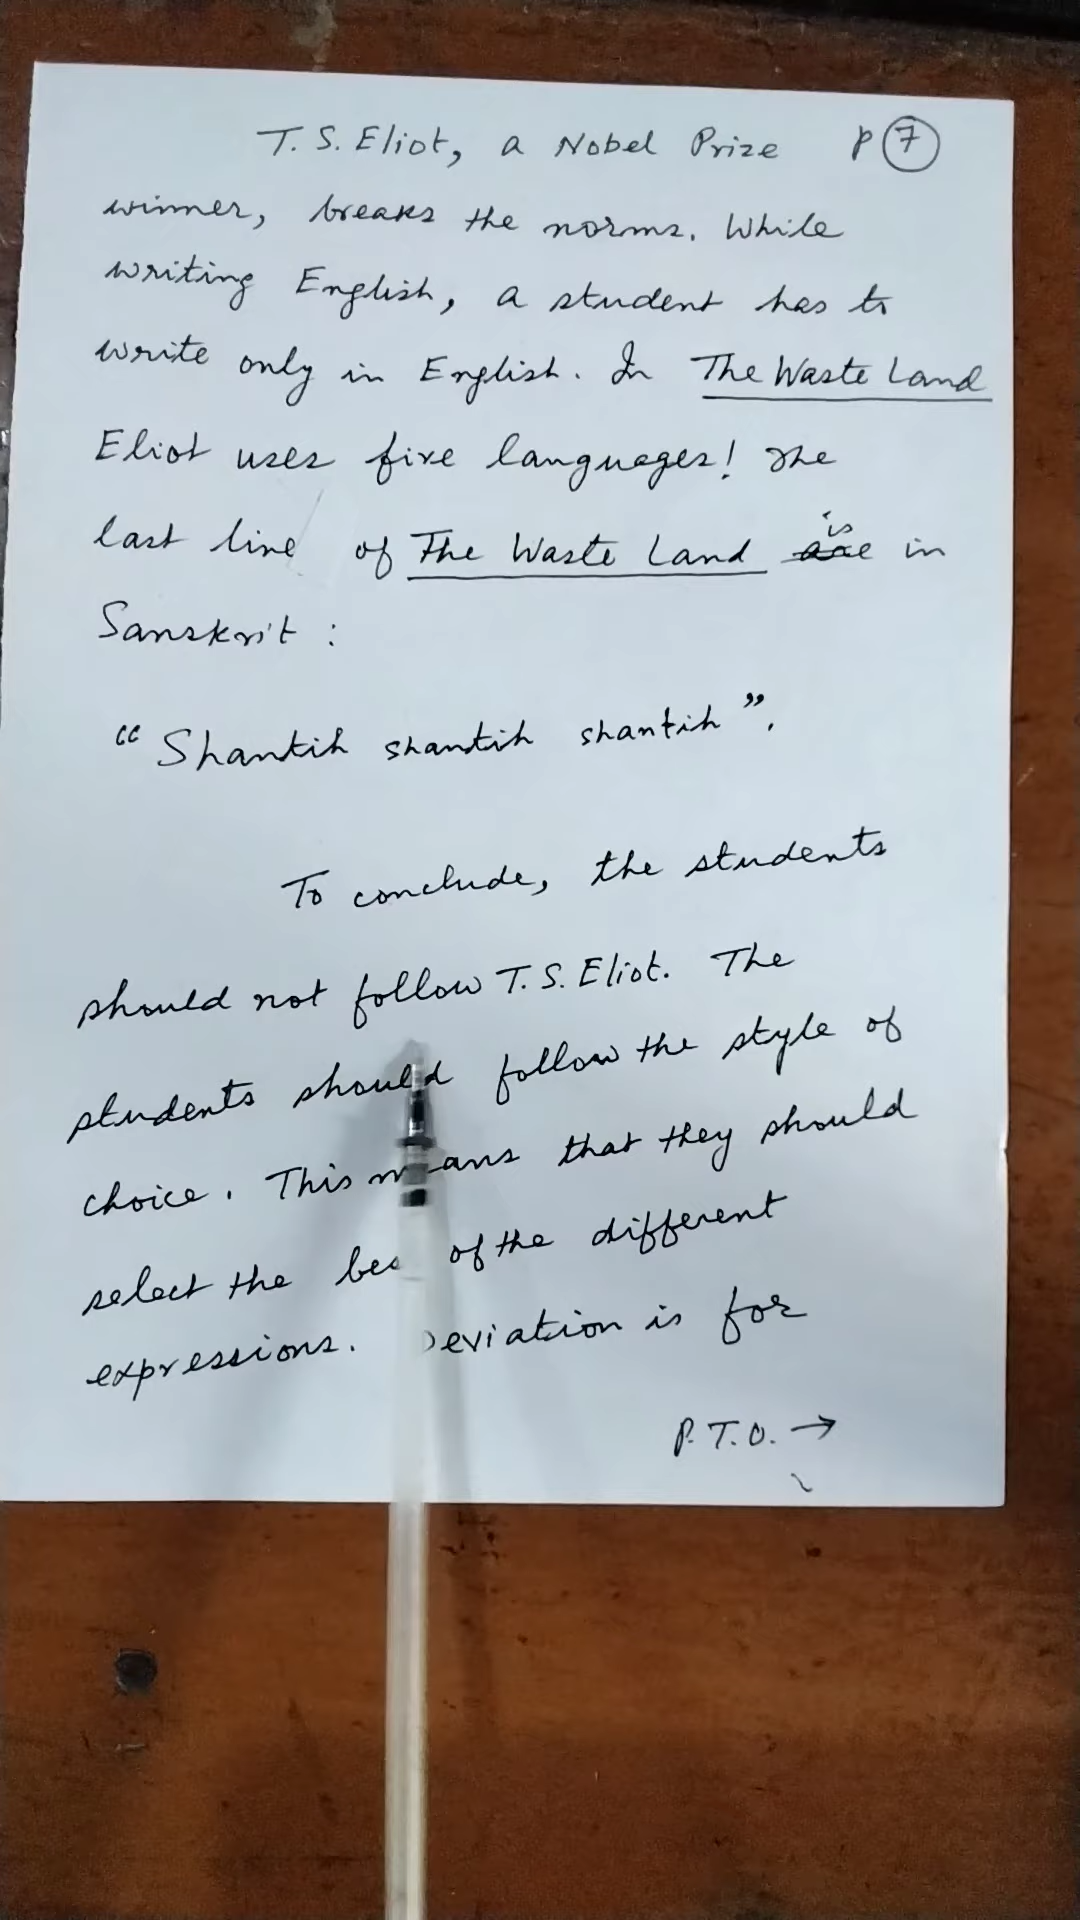 T. S. Eliot, a Nobel Prize P 7
winner, breaks the norms. While
writing English, a student has to
write only in English. In The Waste Land
Eliot uses five languages! The
last line of The Waste Land is in
Sanskrit :
"Shantih shantih shantih".
To conclude, the students
should not follow T. S. Eliot. The
students should follow the style of
choice. This means that they should
select the of the different
expressions. Deviation is for
P. T. O. →